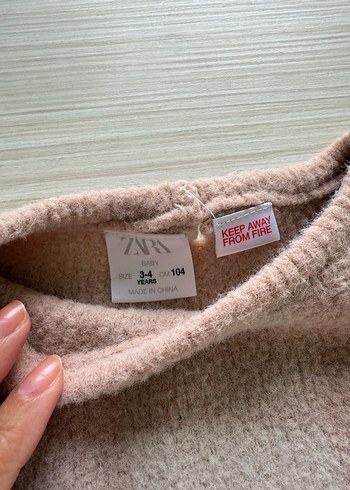 ZARA
BABY
SIZE 3-4 YEARS CM 104
MADE IN CHINA
KEEP AWAY
FROM FIRE